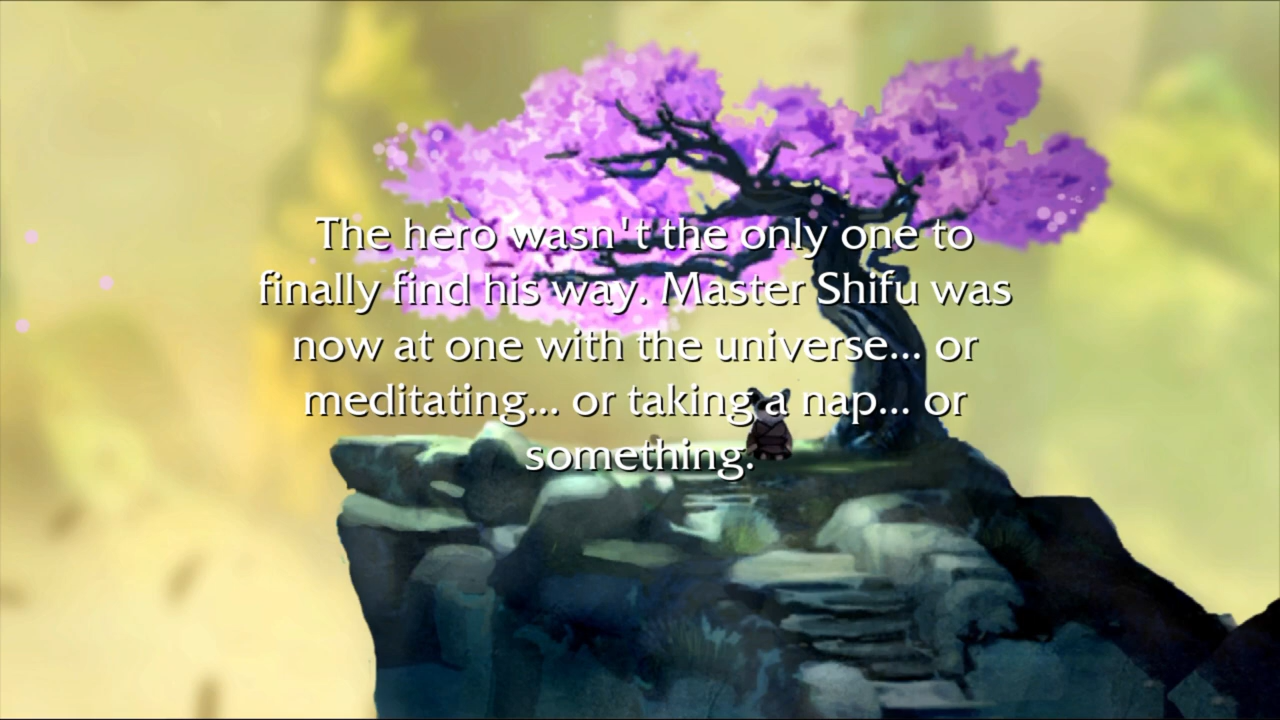 The hero wasn't the only one to
finally find his way. Master Shifu was
now at one with the universe... or
meditating... or taking a nap... or
something.